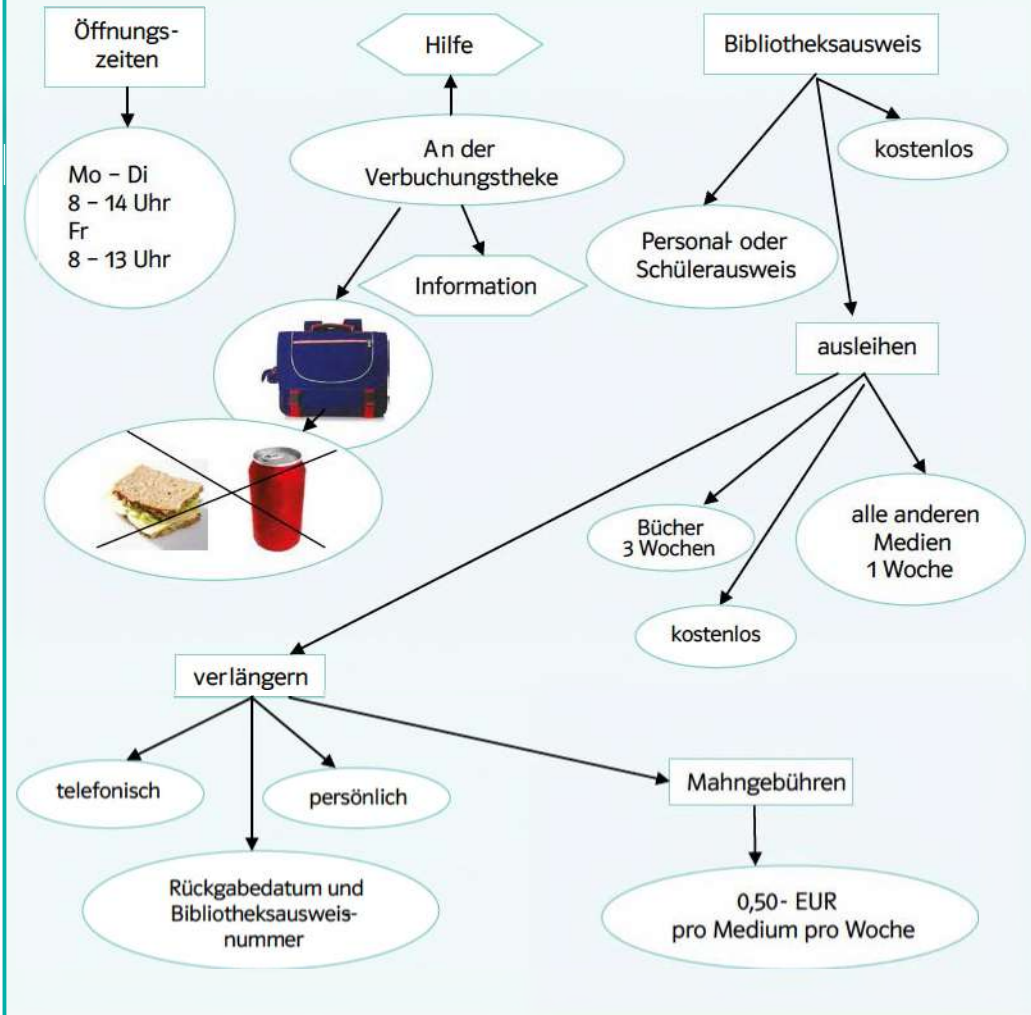 Öffnungs-
zeiten
Hilfe
Bibliotheksausweis
Mo – Di
8 – 14 Uhr
Fr
8 – 13 Uhr
An der
Verbuchungstheke
kostenlos
Personal- oder
Schülerausweis
Information
ausleihen
Bücher
3 Wochen
alle anderen
Medien
1 Woche
kostenlos
verlängern
telefonisch
persönlich
Mahngebühren
Rückgabedatum und
Bibliotheksausweis-
nummer
0,50- EUR
pro Medium pro Woche